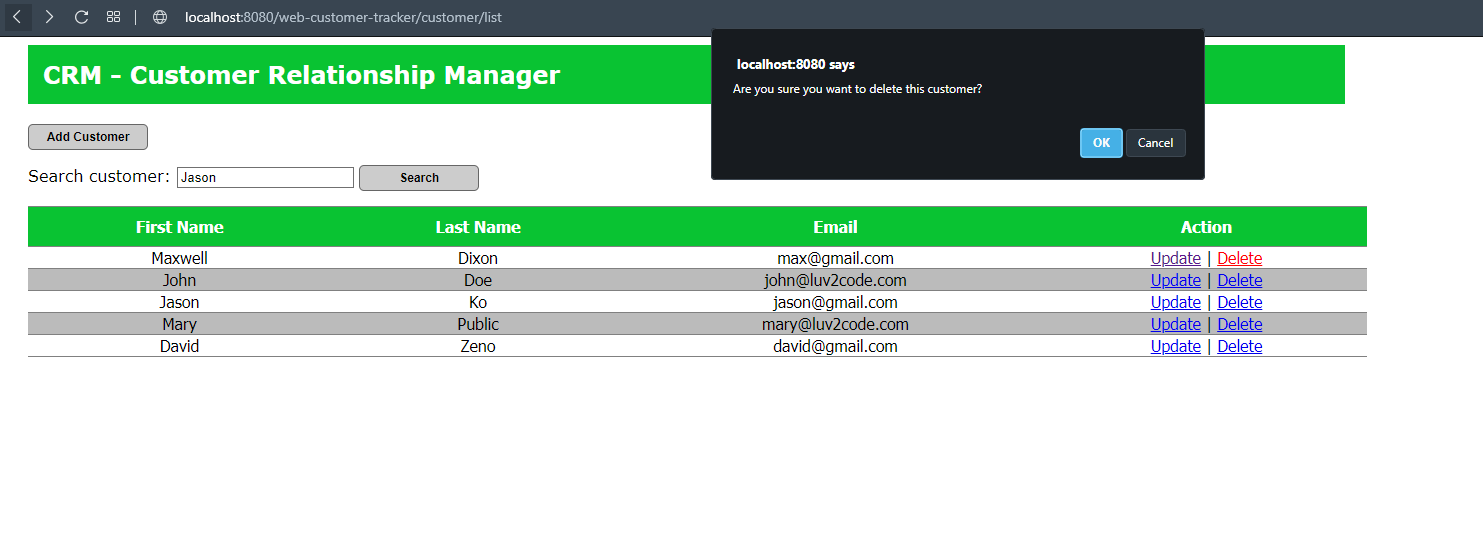 localhost:8080/web-customer-tracker/customer/list
localhost:8080 says
Are you sure you want to delete this customer?
OK Cancel
CRM - Customer Relationship Manager
Add Customer
Search customer: Jason Search
First Name Last Name Email Action
Maxwell Dixon max@gmail.com Update | Delete
John Doe john@luv2code.com Update | Delete
Jason Ko jason@gmail.com Update | Delete
Mary Public mary@luv2code.com Update | Delete
David Zeno david@gmail.com Update | Delete